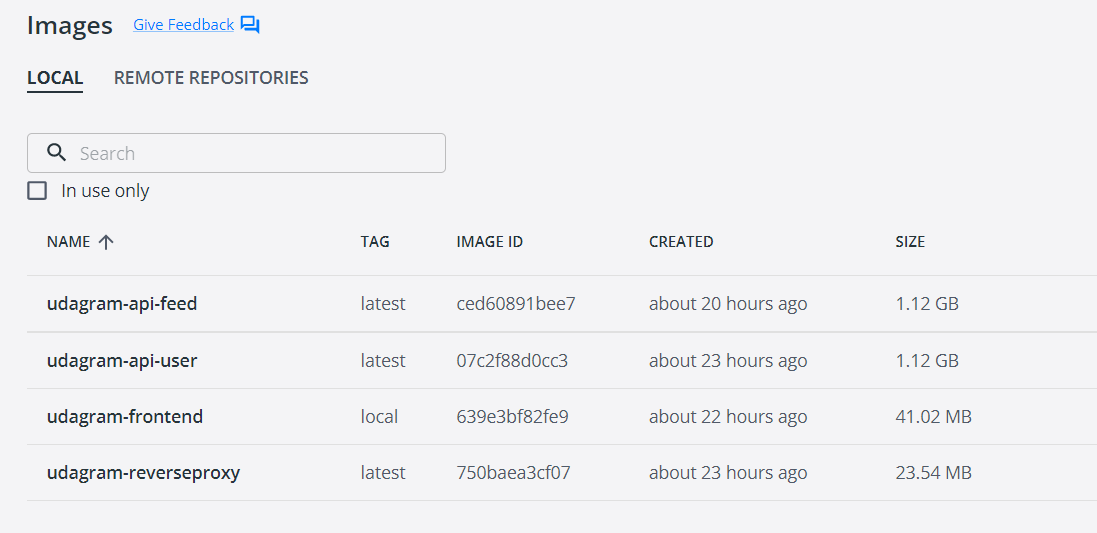 Images Give Feedback
LOCAL REMOTE REPOSITORIES
Search
In use only
NAME TAG IMAGE ID CREATED SIZE
udagram-api-feed latest ced60891bee7 about 20 hours ago 1.12 GB
udagram-api-user latest 07c2f88d0cc3 about 23 hours ago 1.12 GB
udagram-frontend local 639e3bf82fe9 about 22 hours ago 41.02 MB
udagram-reverseproxy latest 750baea3cf07 about 23 hours ago 23.54 MB